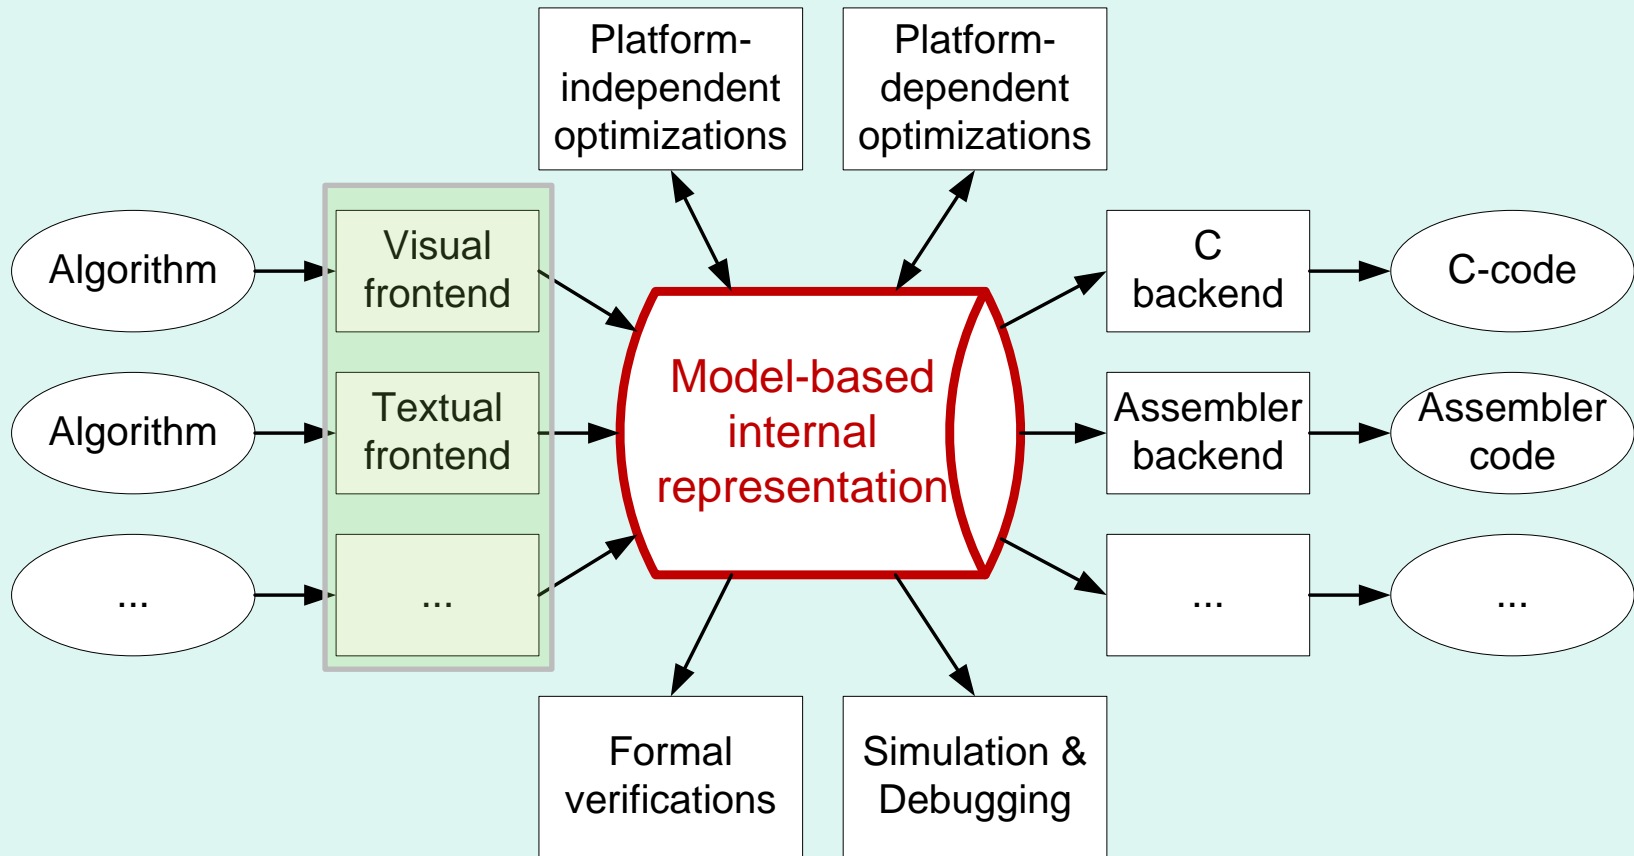 Platform-
independent
optimizations
Platform-
dependent
optimizations
Algorithm
Visual
frontend
C
backend
C-code
Algorithm
Textual
frontend
Model-based
internal
representation
Assembler
backend
Assembler
code
...
...
...
...
Formal
verifications
Simulation &
Debugging